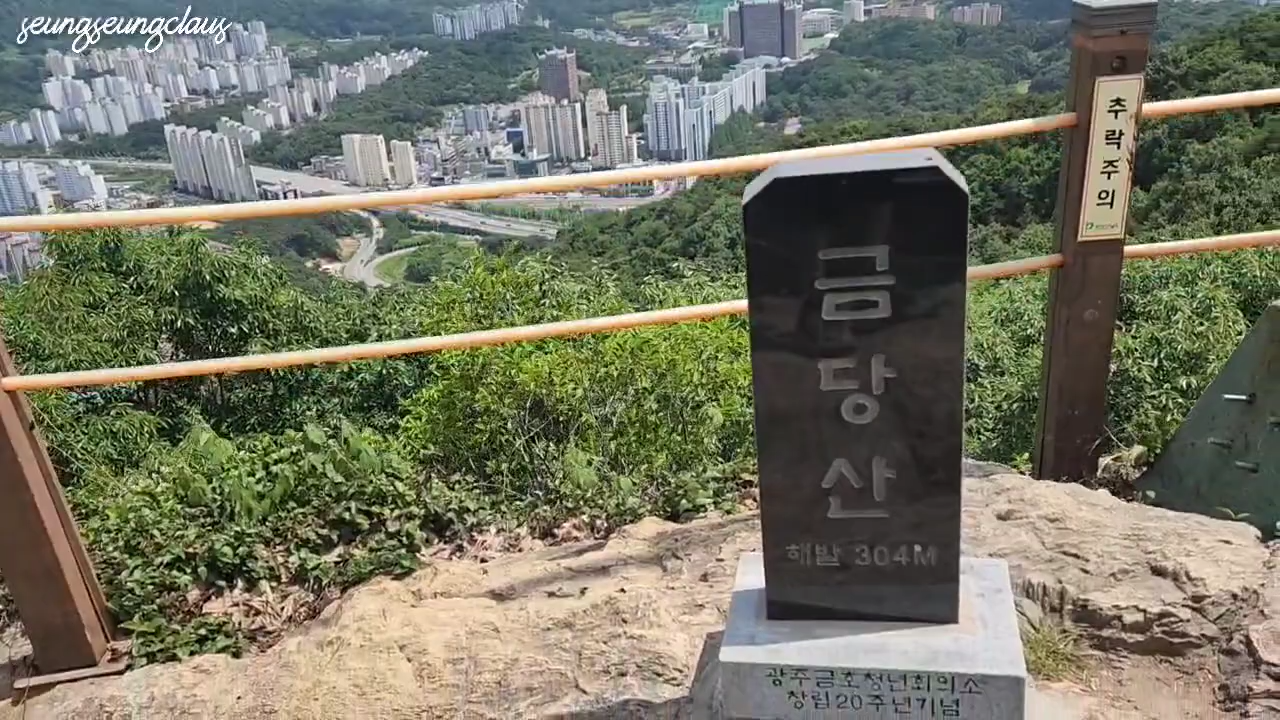 seungseungclaus
추락주의
금당산
해발 304M
광주금호청년회의소
창립20주년기념